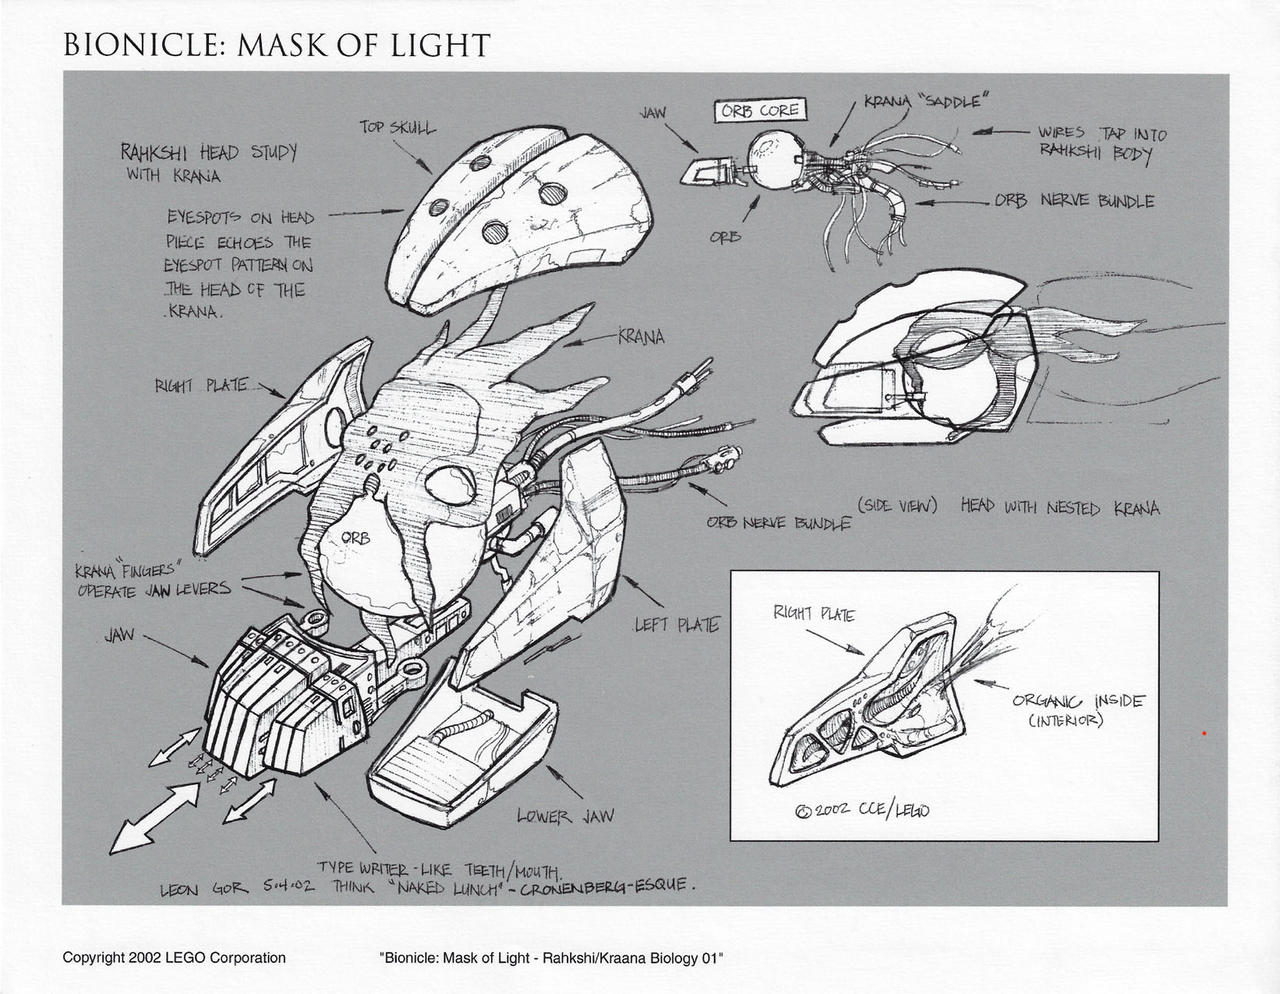 BIONICLE: MASK OF LIGHT
RAHKSHI HEAD STUDY
WITH KRANA
TOP SKULL
EYESPOTS ON HEAD
PIECE ECHOES THE
EYESPOT PATTERN ON
THE HEAD OF THE
KRANA.
JAW
ORB CORE
KRANA "SADDLE"
WIRES TAP INTO
RAHKSHI BODY
ORB NERVE BUNDLE
ORB
KRANA
RIGHT PLATE
ORB
ORB NERVE BUNDLE
(SIDE VIEW) HEAD WITH NESTED KRANA
KRANA "FINGERS"
OPERATE JAW LEVERS
JAW
LEFT PLATE
LOWER JAW
RIGHT PLATE
ORGANIC INSIDE
(INTERIOR)
©2002 CCE/LEGO
TYPE WRITER-LIKE TEETH/MOUTH.
LEON GOR 5.4.02 THINK "NAKED LUNCH" - CRONENBERG-ESQUE.
Copyright 2002 LEGO Corporation
"Bionicle: Mask of Light - Rahkshi/Kraana Biology 01"